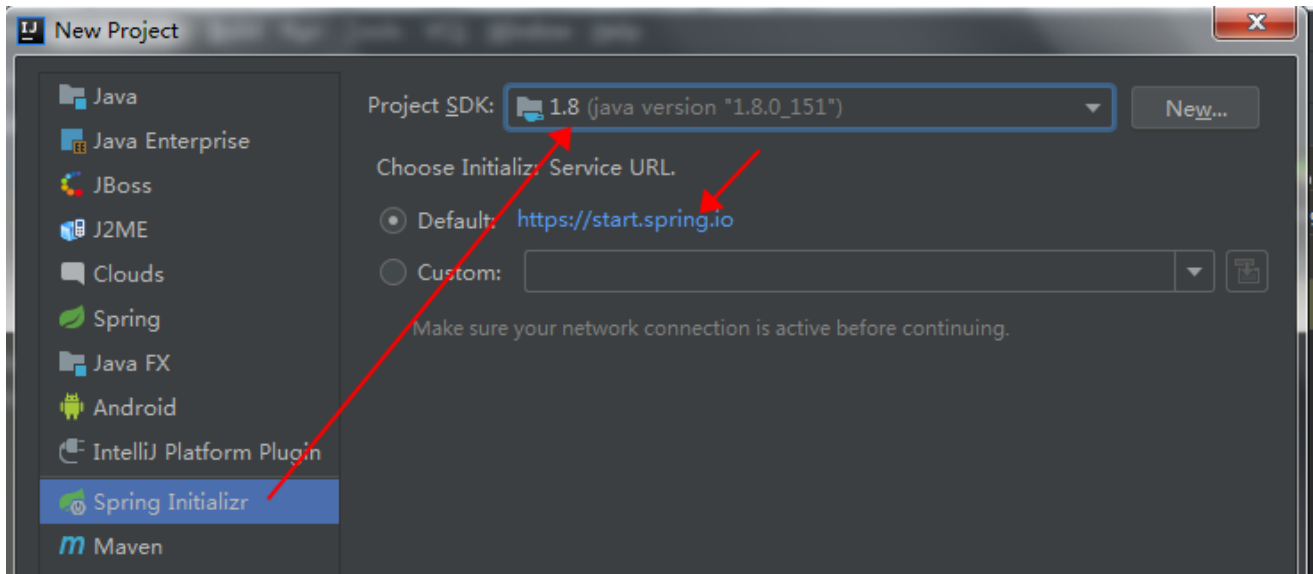 New Project
Java
Java Enterprise
JBoss
J2ME
Clouds
Spring
Java FX
Android
IntelliJ Platform Plugin
Spring Initializr
Maven
Project SDK: 1.8 (java version "1.8.0_151") New...
Choose Initializr Service URL.
Default: https://start.spring.io
Custom:
Make sure your network connection is active before continuing.